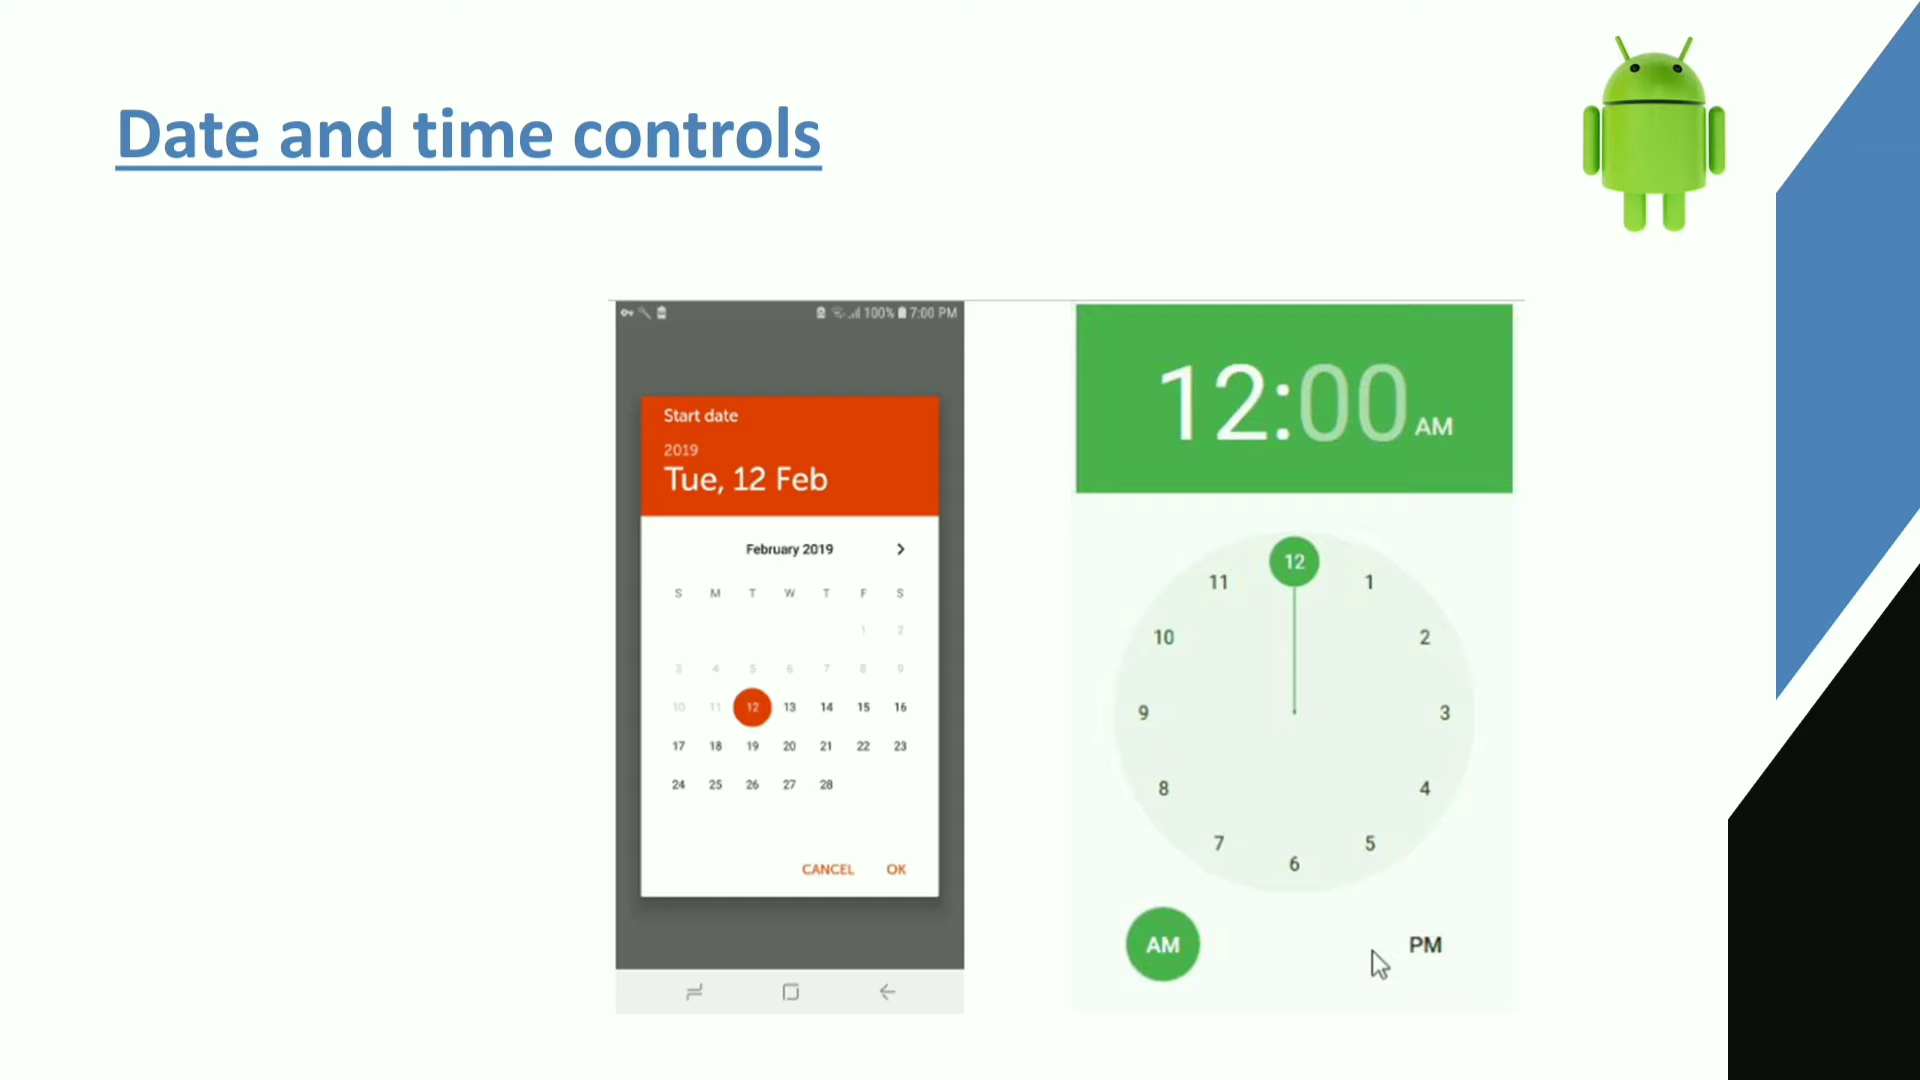 Date and time controls
100% 7:00 PM
Start date
2019
Tue, 12 Feb
February 2019
S M T W T F S
1 2
3 4 5 6 7 8 9
10 11 12 13 14 15 16
17 18 19 20 21 22 23
24 25 26 27 28
CANCEL OK
12:00 AM
12
11 1
10 2
9 3
8 4
7 5
6
AM PM